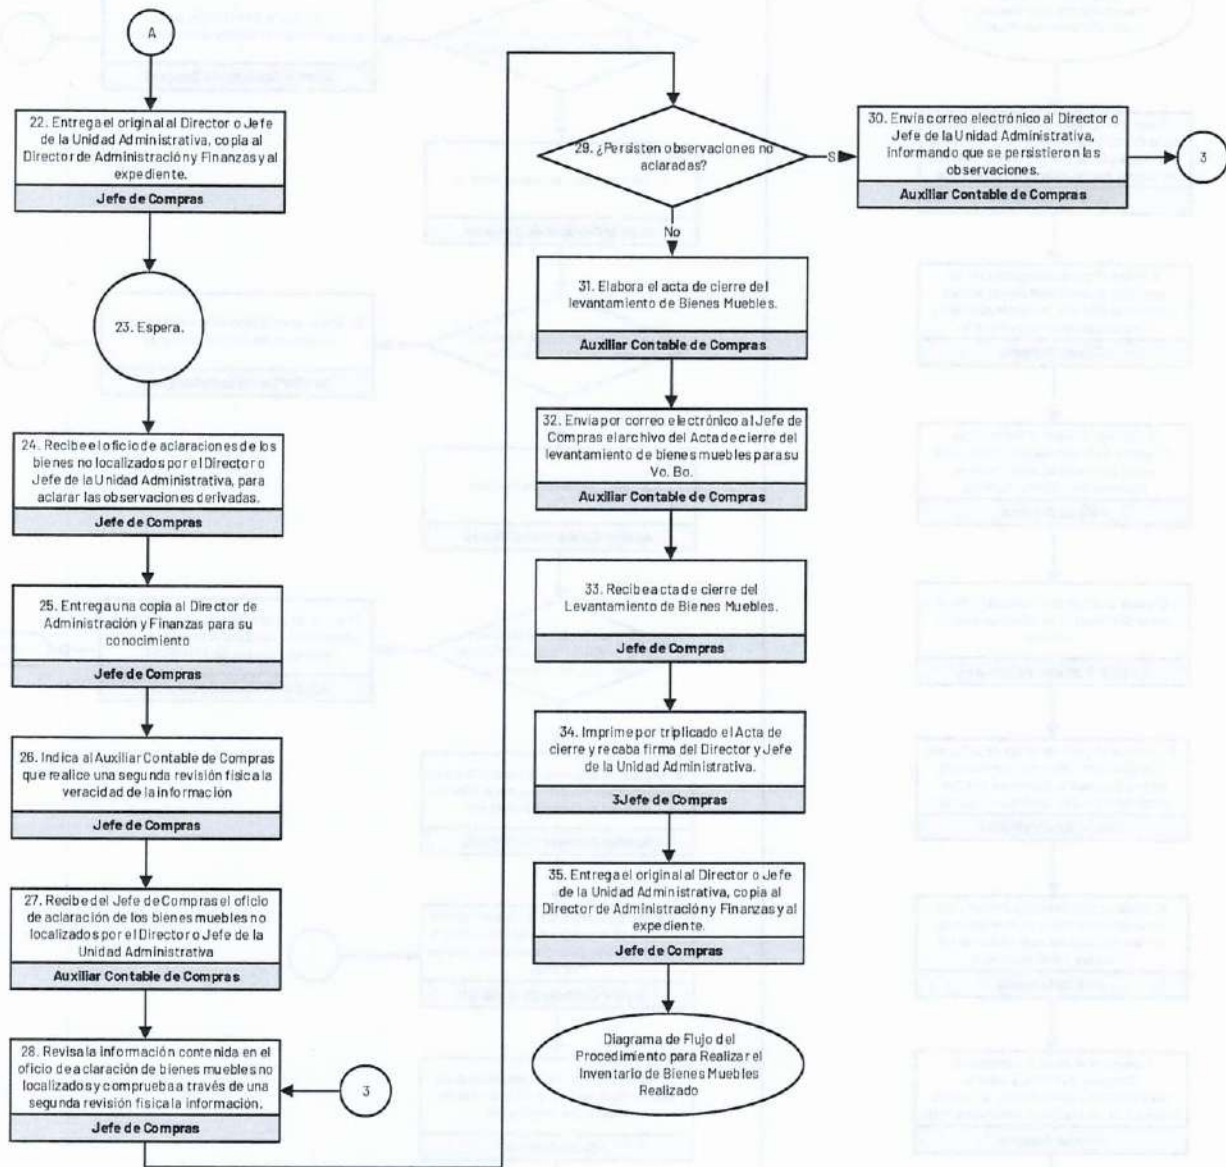 A
22. Entrega el original al Director o Jefe
de la Unidad Administrativa, copia al
Director de Administración y Finanzas y al
expediente.
Jefe de Compras
23. Espera.
24. Recibe el oficio de aclaraciones de los
bienes no localizados por el Director o
Jefe de la Unidad Administrativa, para
aclarar las observaciones derivadas.
Jefe de Compras
25. Entrega una copia al Director de
Administración y Finanzas para su
conocimiento
Jefe de Compras
26. Indica al Auxiliar Contable de Compras
que realice una segunda revisión física la
veracidad de la información
Jefe de Compras
27. Recibe del Jefe de Compras el oficio
de aclaración de los bienes muebles no
localizados por el Director o Jefe de la
Unidad Administrativa
Auxiliar Contable de Compras
28. Revisa la información contenida en el
oficio de aclaración de bienes muebles no
localizados y comprueba a través de una
segunda revisión física la información.
Jefe de Compras
3
29. ¿Persisten observaciones no
aclaradas?
S
No
30. Envía correo electrónico al Director o
Jefe de la Unidad Administrativa,
informando que se persistieron las
observaciones.
Auxiliar Contable de Compras
3
31. Elabora el acta de cierre del
levantamiento de Bienes Muebles.
Auxiliar Contable de Compras
32. Envía por correo electrónico al Jefe de
Compras el archivo del Acta de cierre del
levantamiento de bienes muebles para su
Vo. Bo.
Auxiliar Contable de Compras
33. Recibe acta de cierre del
Levantamiento de Bienes Muebles.
Jefe de Compras
34. Imprime por triplicado el Acta de
cierre y recaba firma del Director y Jefe
de la Unidad Administrativa.
3Jefe de Compras
35. Entrega el original al Director o Jefe
de la Unidad Administrativa, copia al
Director de Administración y Finanzas y al
expediente.
Jefe de Compras
Diagrama de Flujo del
Procedimiento para Realizar el
Inventario de Bienes Muebles
Realizado